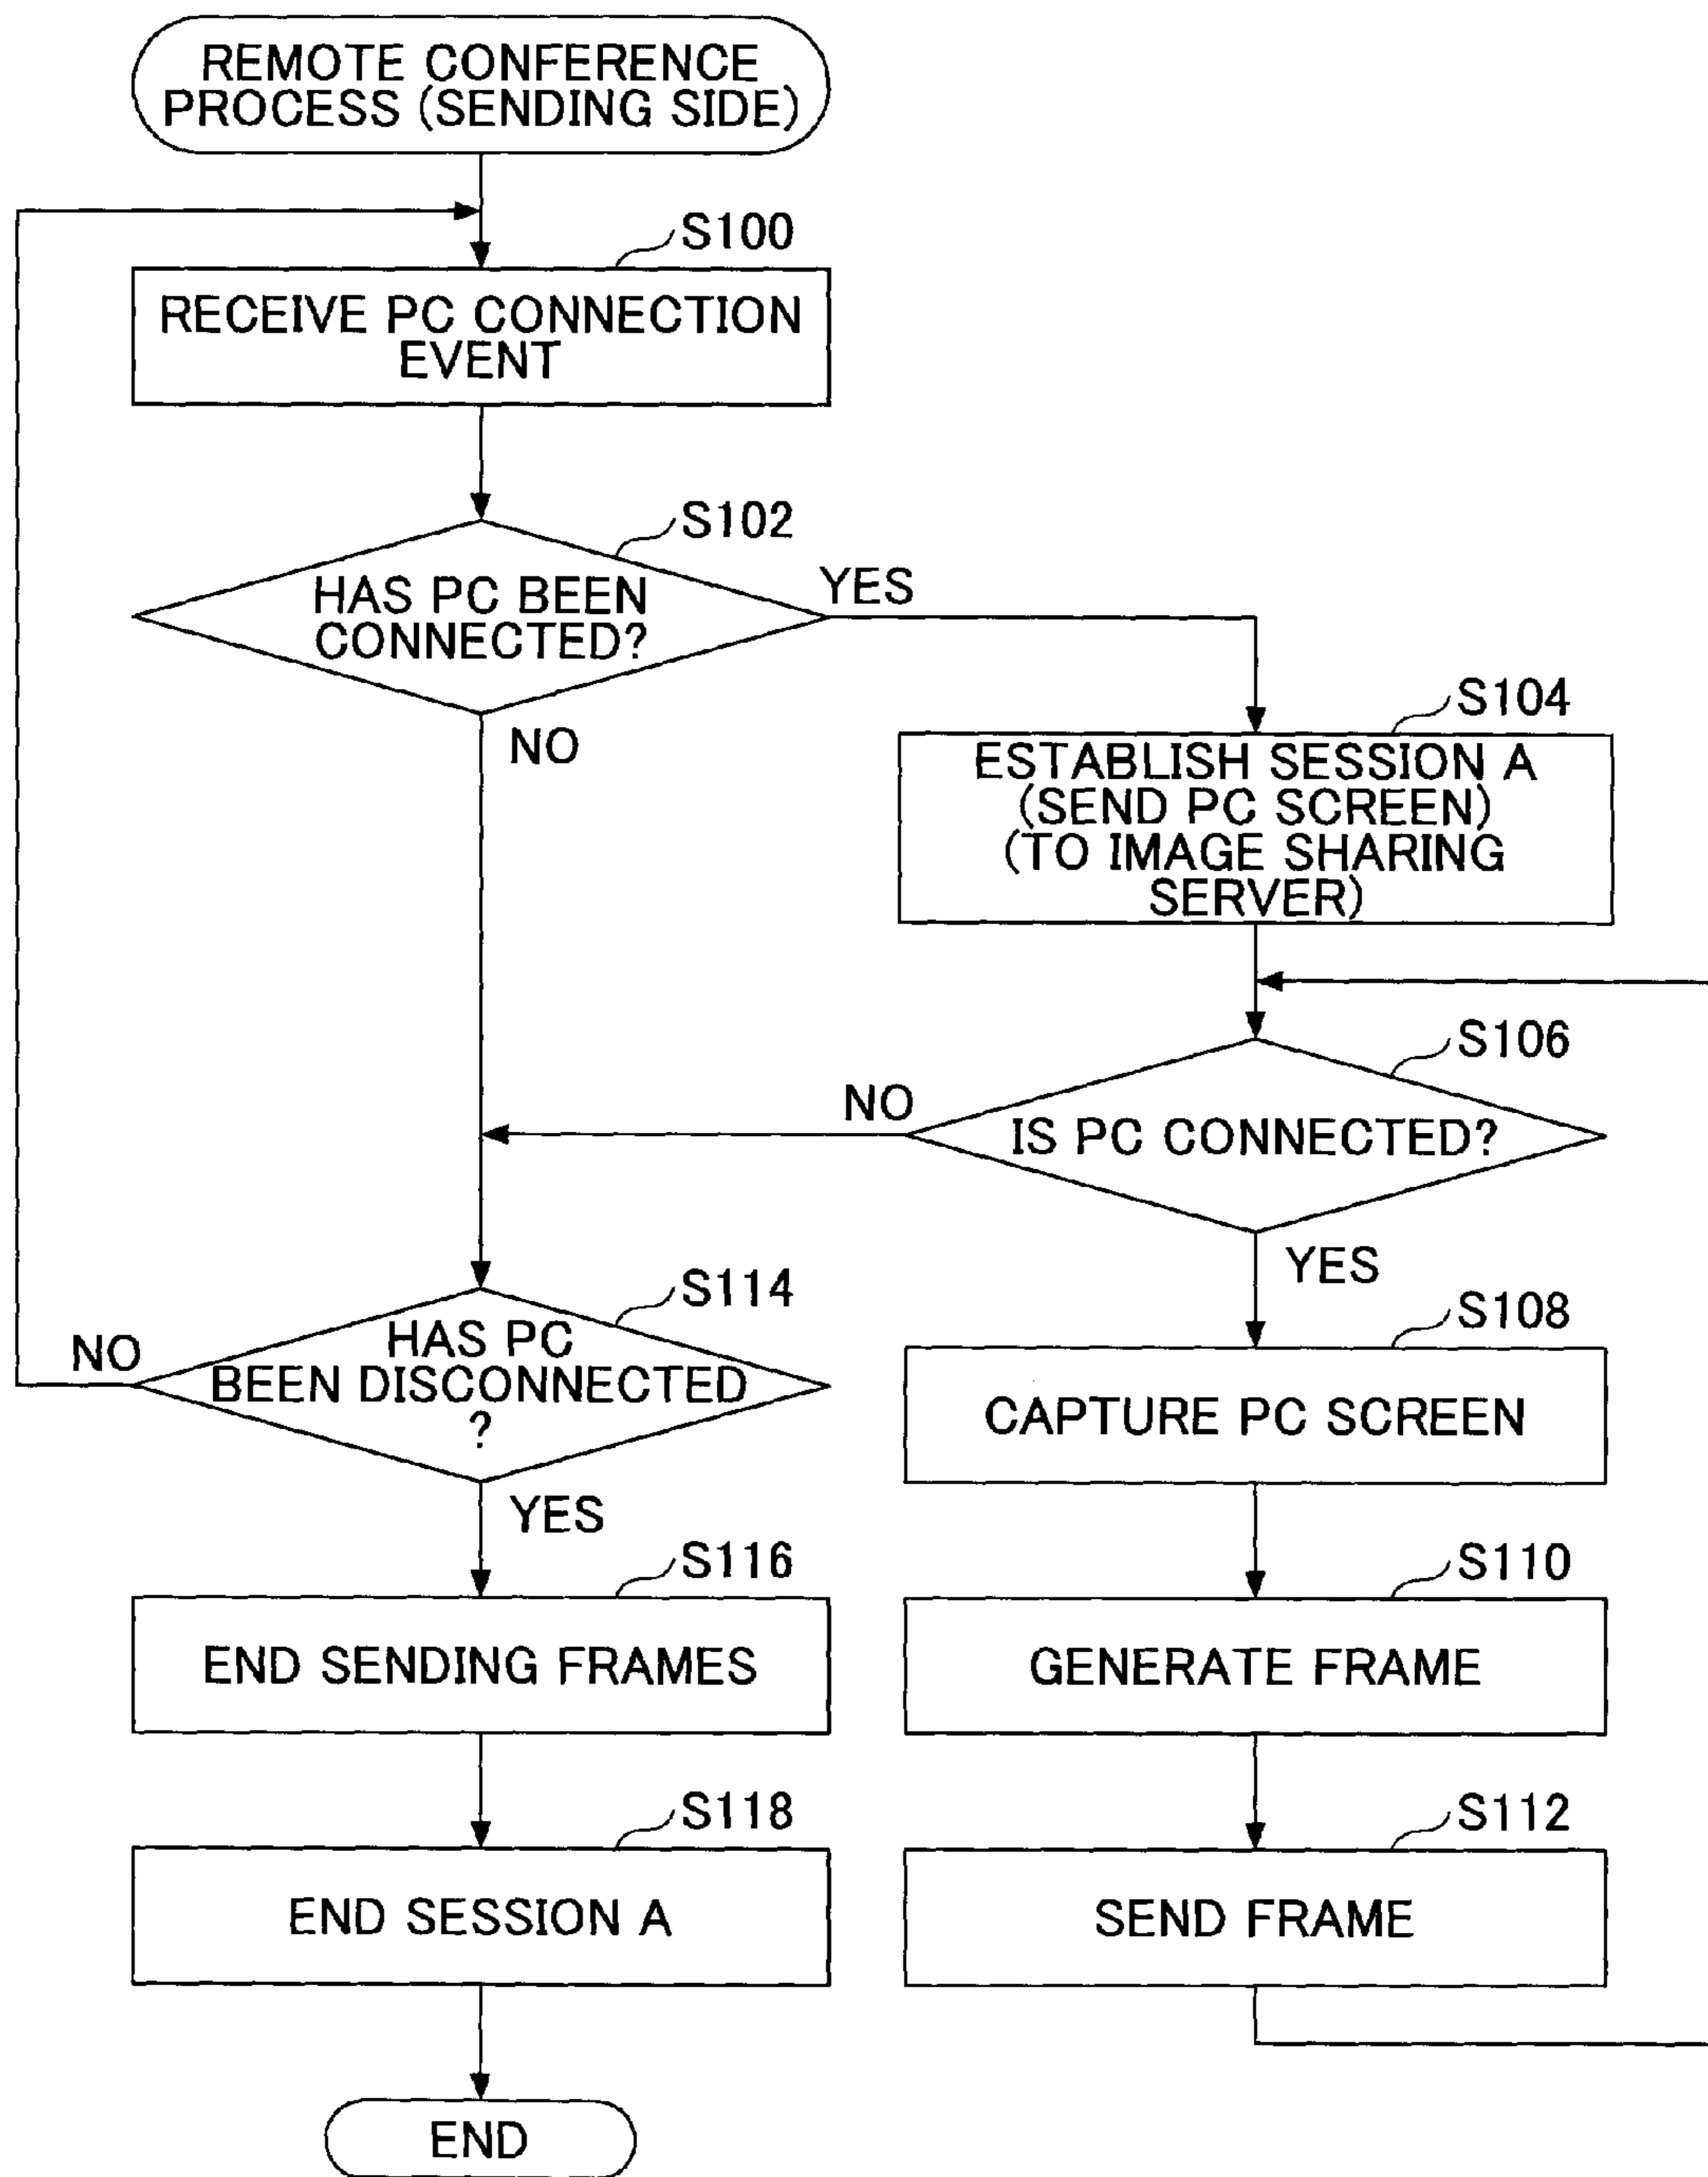 REMOTE CONFERENCE
PROCESS (SENDING SIDE)
S100
RECEIVE PC CONNECTION
EVENT
S102
HAS PC BEEN
CONNECTED?
YES
NO
S104
ESTABLISH SESSION A
(SEND PC SCREEN)
(TO IMAGE SHARING
SERVER)
S106
IS PC CONNECTED?
NO
YES
S108
CAPTURE PC SCREEN
S110
GENERATE FRAME
S112
SEND FRAME
S114
HAS PC
BEEN DISCONNECTED
?
NO
YES
S116
END SENDING FRAMES
S118
END SESSION A
END